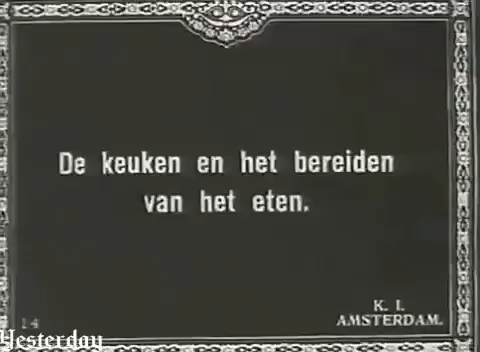 De keuken en het bereiden
van het eten.
K. I.
AMSTERDAM.
14
Yesterday